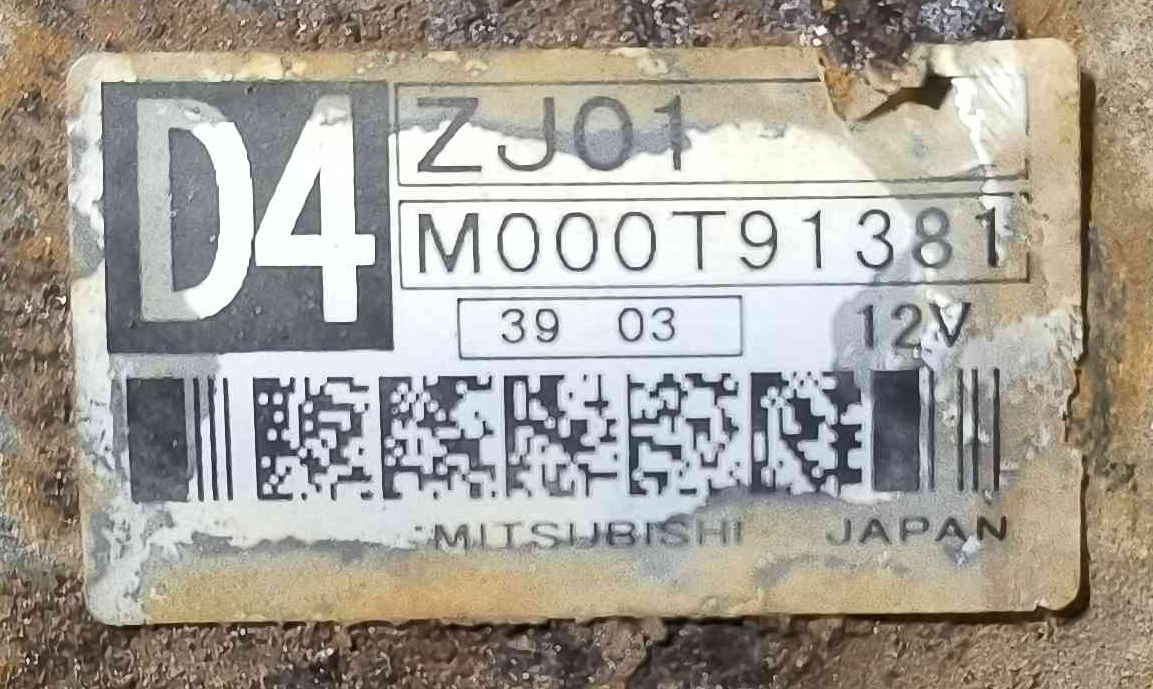 D4
ZJ01
M000T91381
39 03
12V
MITSUBISHI JAPAN